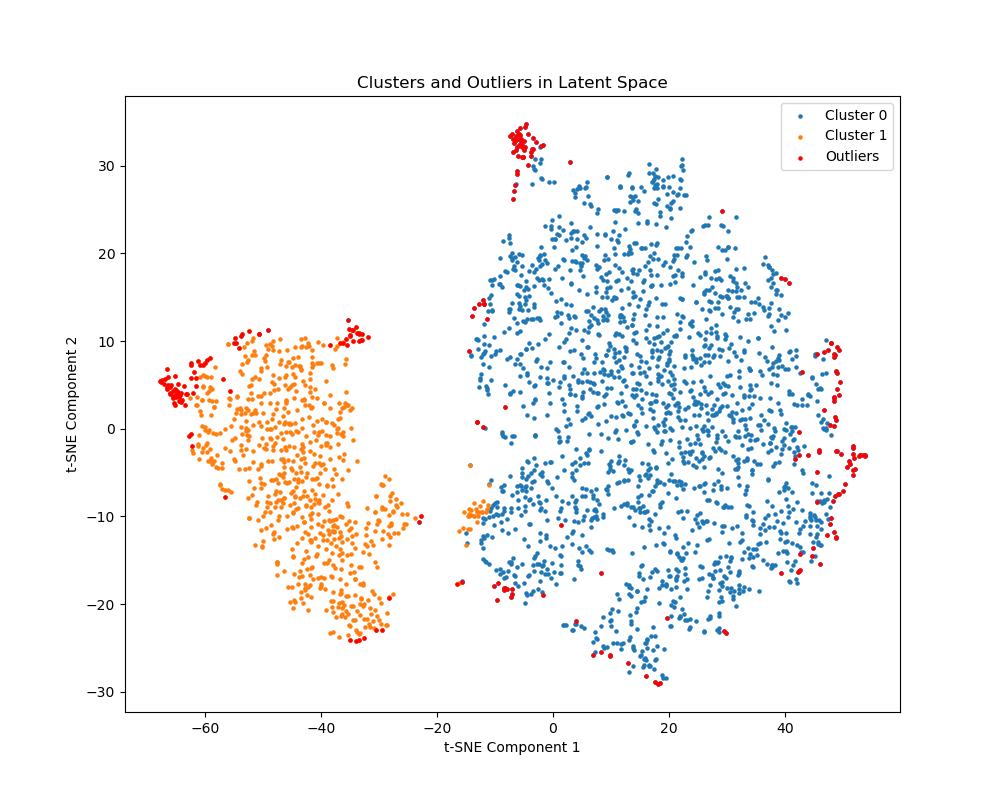 Clusters and Outliers in Latent Space
Cluster 0
Cluster 1
Outliers
30
20
10
0
−10
−20
−30
t-SNE Component 2
−60
−40
−20
0
20
40
t-SNE Component 1